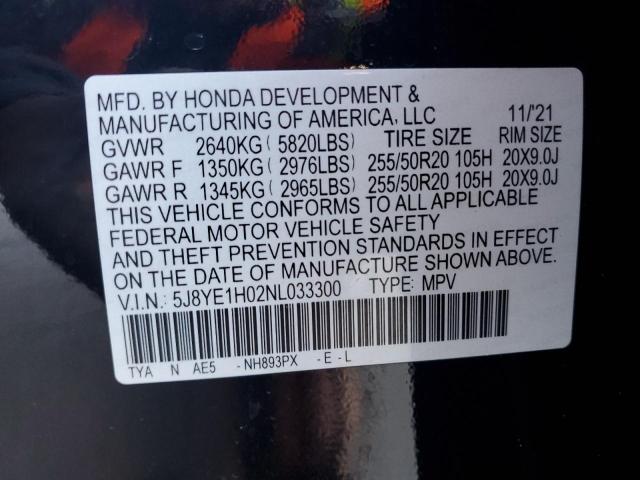 MFD. BY HONDA DEVELOPMENT &
MANUFACTURING OF AMERICA, LLC 11/'21
GVWR 2640KG ( 5820LBS) TIRE SIZE RIM SIZE
GAWR F 1350KG ( 2976LBS) 255/50R20 105H 20X9.0J
GAWR R 1345KG ( 2965LBS) 255/50R20 105H 20X9.0J
THIS VEHICLE CONFORMS TO ALL APPLICABLE
FEDERAL MOTOR VEHICLE SAFETY
AND THEFT PREVENTION STANDARDS IN EFFECT
ON THE DATE OF MANUFACTURE SHOWN ABOVE.
V.I.N.: 5J8YE1H02NL033300 TYPE: MPV
TYA N AE5 -NH893PX -E-L